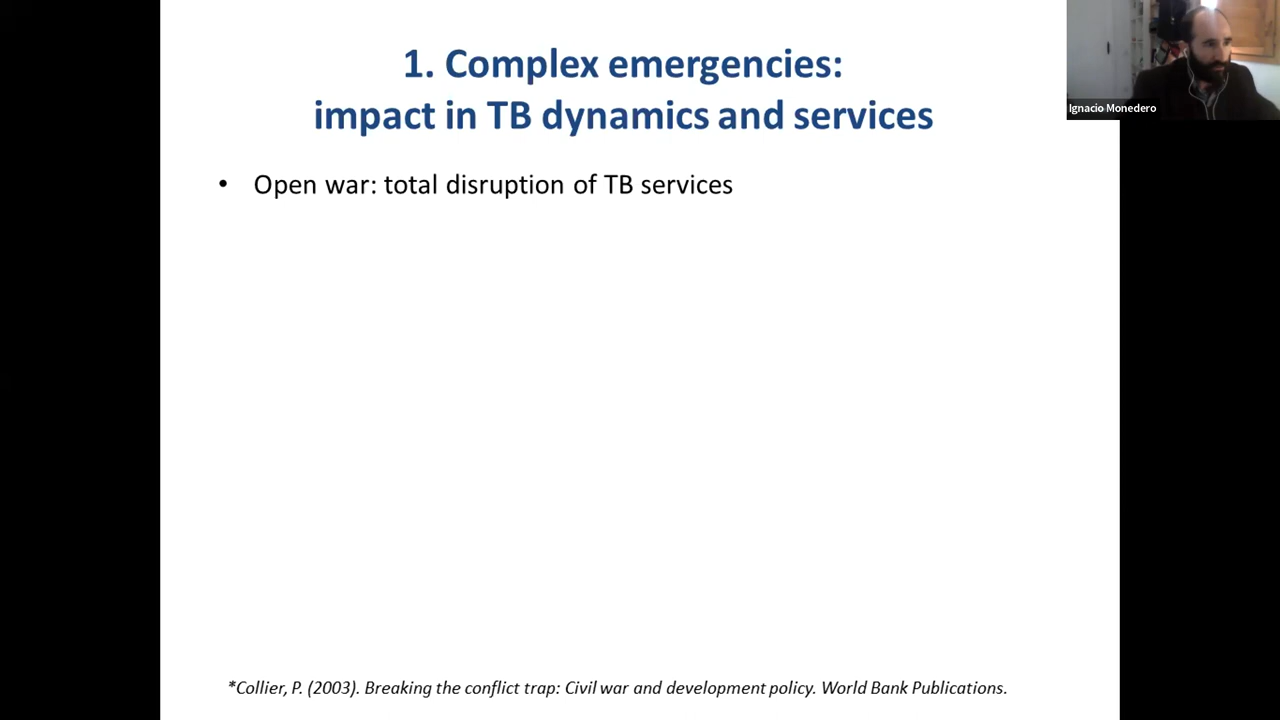 1. Complex emergencies:
impact in TB dynamics and services
Ignacio Monedero
• Open war: total disruption of TB services
*Collier, P. (2003). Breaking the conflict trap: Civil war and development policy. World Bank Publications.